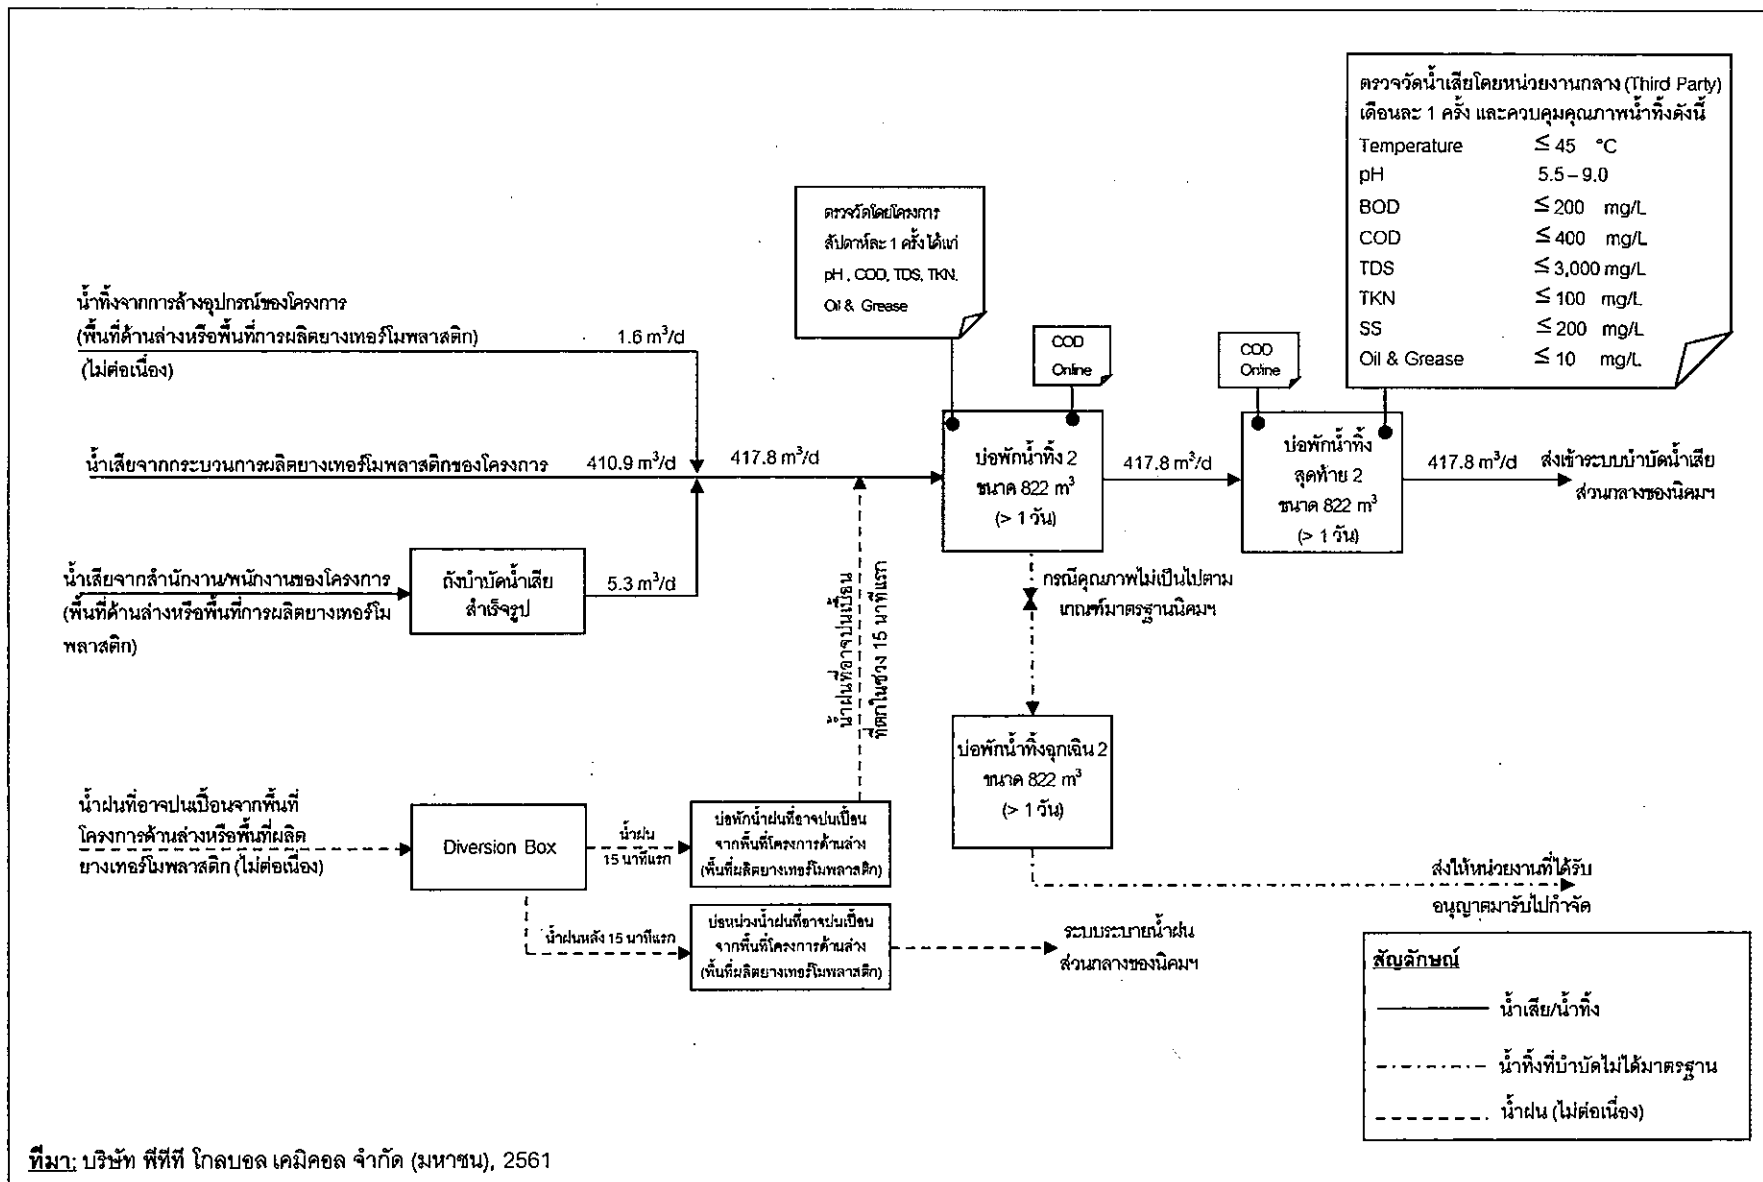 ตรวจวัดน้ำเสียโดยหน่วยงานกลาง (Third Party)
เดือนละ 1 ครั้ง และควบคุมคุณภาพน้ำทิ้งดังนี้
Temperature ≤ 45 °C
pH 5.5 – 9.0
BOD ≤ 200 mg/L
COD ≤ 400 mg/L
TDS ≤ 3,000 mg/L
TKN ≤ 100 mg/L
SS ≤ 200 mg/L
Oil & Grease ≤ 10 mg/L
ตรวจวัดโดยโครงการ
สัปดาห์ละ 1 ครั้ง ได้แก่
pH , COD, TDS, TKN.
Oil & Grease
COD
Online
COD
Online
น้ำทิ้งจากการล้างอุปกรณ์ของโครงการ
(พื้นที่ด้านล่างหรือพื้นที่การผลิตยางเทอร์โมพลาสติก) 1.6 m³/d
(ไม่ต่อเนื่อง)
น้ำเสียจากกระบวนการผลิตยางเทอร์โมพลาสติกของโครงการ 410.9 m³/d
417.8 m³/d
บ่อพักน้ำทิ้ง 2
ขนาด 822 m³
(> 1 วัน)
417.8 m³/d
บ่อพักน้ำทิ้ง
สุดท้าย 2
ขนาด 822 m³
(> 1 วัน)
417.8 m³/d
ส่งเข้าระบบบำบัดน้ำเสีย
ส่วนกลางของนิคมฯ
น้ำเสียจากสำนักงาน/พนักงานของโครงการ
(พื้นที่ด้านล่างหรือพื้นที่การผลิตยางเทอร์โม
พลาสติก)
ถังบำบัดน้ำเสีย
สำเร็จรูป
5.3 m³/d
กรณีคุณภาพไม่เป็นไปตาม
เกณฑ์มาตรฐานนิคมฯ
น้ำฝนที่อาจปนเปื้อน
ที่ตกในช่วง 15 นาทีแรก
บ่อพักน้ำทิ้งฉุกเฉิน 2
ขนาด 822 m³
(> 1 วัน)
น้ำฝนที่อาจปนเปื้อนจากพื้นที่
โครงการด้านล่างหรือพื้นที่ผลิต
ยางเทอร์โมพลาสติก (ไม่ต่อเนื่อง)
Diversion Box
น้ำฝน
15 นาทีแรก
บ่อพักน้ำฝนที่อาจปนเปื้อน
จากพื้นที่โครงการด้านล่าง
(พื้นที่ผลิตยางเทอร์โมพลาสติก)
ส่งให้หน่วยงานที่ได้รับ
อนุญาตมารับไปกำจัด
น้ำฝนหลัง 15 นาทีแรก
บ่อหน่วงน้ำฝนที่อาจปนเปื้อน
จากพื้นที่โครงการด้านล่าง
(พื้นที่ผลิตยางเทอร์โมพลาสติก)
ระบบระบายน้ำฝน
ส่วนกลางของนิคมฯ
สัญลักษณ์
น้ำเสีย/น้ำทิ้ง
น้ำทิ้งที่บำบัดไม่ได้มาตรฐาน
น้ำฝน (ไม่ต่อเนื่อง)
ที่มา: บริษัท พีทีที โกลบอล เคมิคอล จำกัด (มหาชน), 2561